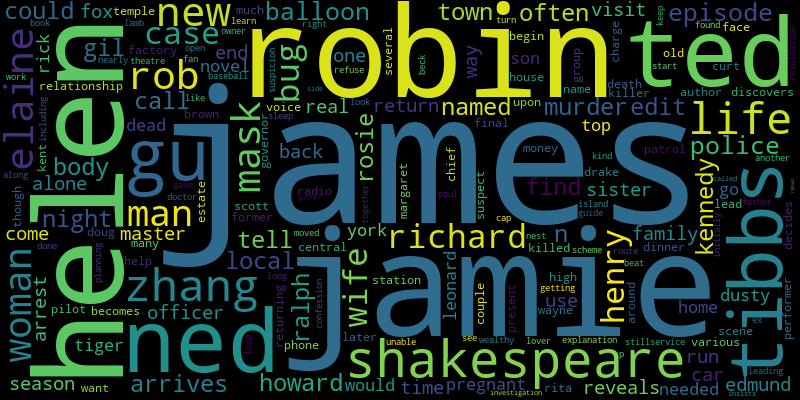 could fox temple new balloon town often visit episode
book lamb much learn owner right turn keep
elaine rick gil case bug robin ted
factory end novel one several way son begin group charge found face old curt
open nearly theatre fan house name start death killer author discovers
relationship rob work baseball suspicion refuse beck side
helen call voice like real look return named upon murder edit life
kent including brown dead mask governor sleep rosie final top police
body gu james chief money kind patrol another
alone doctor gave back drake sister kennedy go
though along estate scott radio former margaret paul suspect find island guide lead called father decides
night man together cap initially
come doug master tell york richard n family tibbs
done many moved central killed nest scheme route dinner
woman arrest planning help zhang local confession wife station leonard high beat henry home dusty
pilot becomes officer long returning ralph couple getting present use wayne around performer
ned jamie scene ex
tiger loop phone later unable see wealthy lover explanation p stillservice various leading
season want arrives howard would shakespeare time pregnant rita reveals run car needed edmund
investigation insists